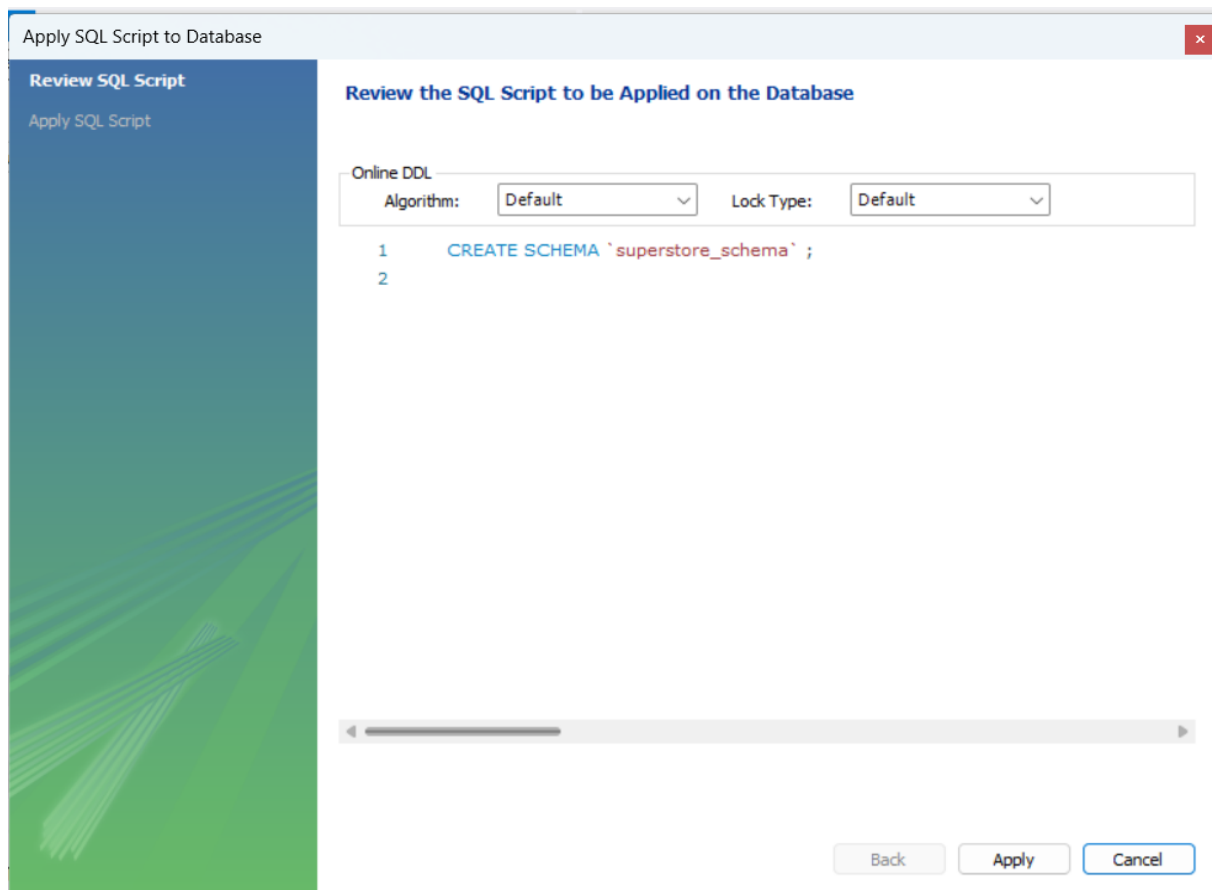 Apply SQL Script to Database
Review SQL Script
Apply SQL Script
Review the SQL Script to be Applied on the Database
Online DDL
Algorithm: Default Lock Type: Default
1 CREATE SCHEMA `superstore_schema` ;
2
Back Apply Cancel